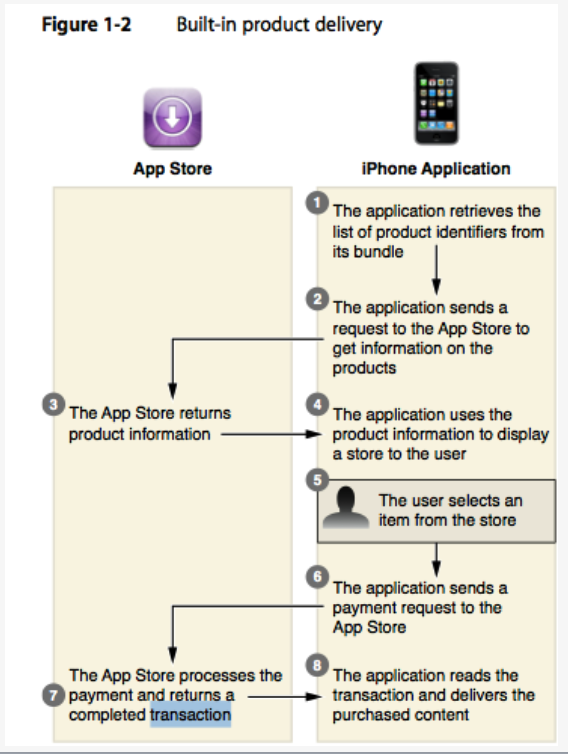 Figure 1-2 Built-in product delivery
App Store
iPhone Application
1
The application retrieves the
list of product identifiers from
its bundle
2
The application sends a
request to the App Store to
get information on the
products
3
The App Store returns
product information
4
The application uses the
product information to display
a store to the user
5
The user selects an
item from the store
6
The application sends a
payment request to the
App Store
7
The App Store processes the
payment and returns a
completed transaction
8
The application reads the
transaction and delivers the
purchased content